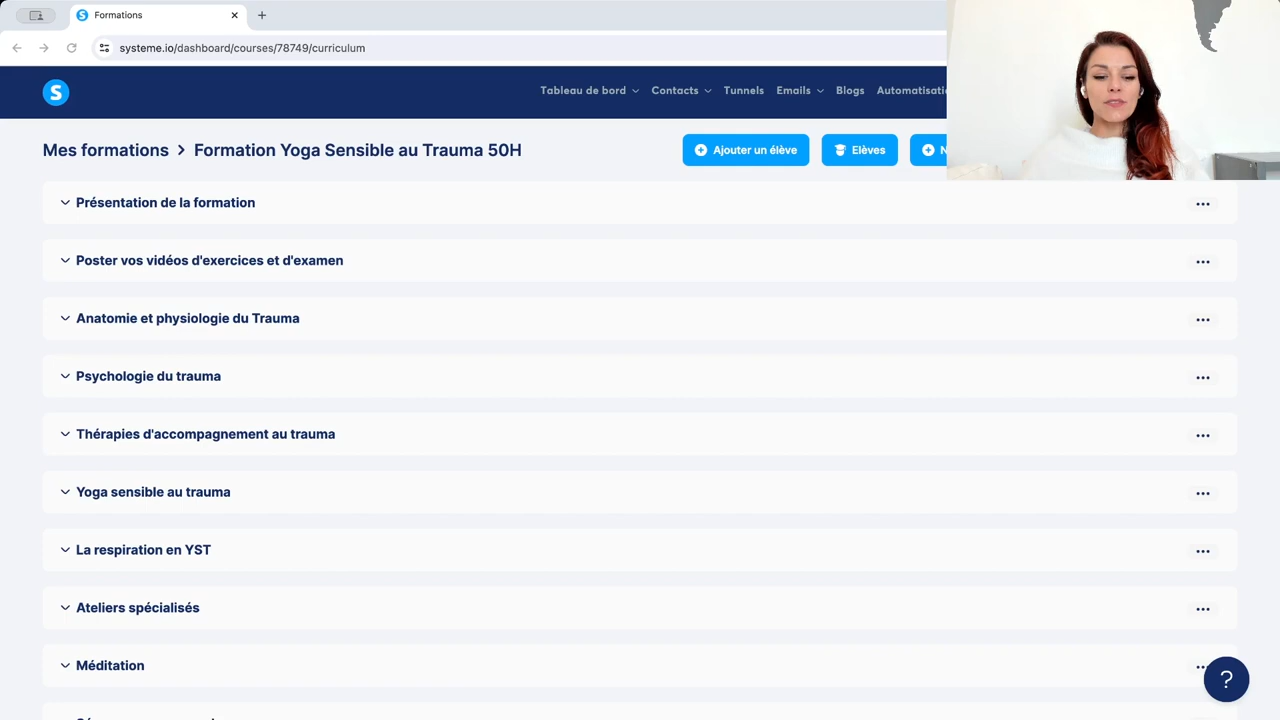 Formations
systeme.io/dashboard/courses/78749/curriculum
S
Tableau de bord Contacts Tunnels Emails Blogs
Mes formations > Formation Yoga Sensible au Trauma 50H
Ajouter un élève Elèves
Présentation de la formation
Poster vos vidéos d'exercices et d'examen
Anatomie et physiologie du Trauma
Psychologie du trauma
Thérapies d'accompagnement au trauma
Yoga sensible au trauma
La respiration en YST
Ateliers spécialisés
Méditation
?